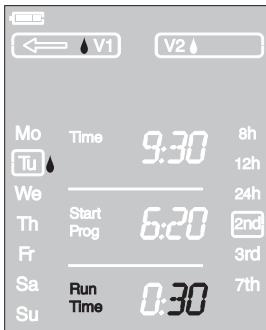 V1 V2
Mo Time 9:30 8h
Tu 12h
We 24h
Th Start Prog 6:20 2nd
Fr 3rd
Sa Run Time 0:30 7th
Su